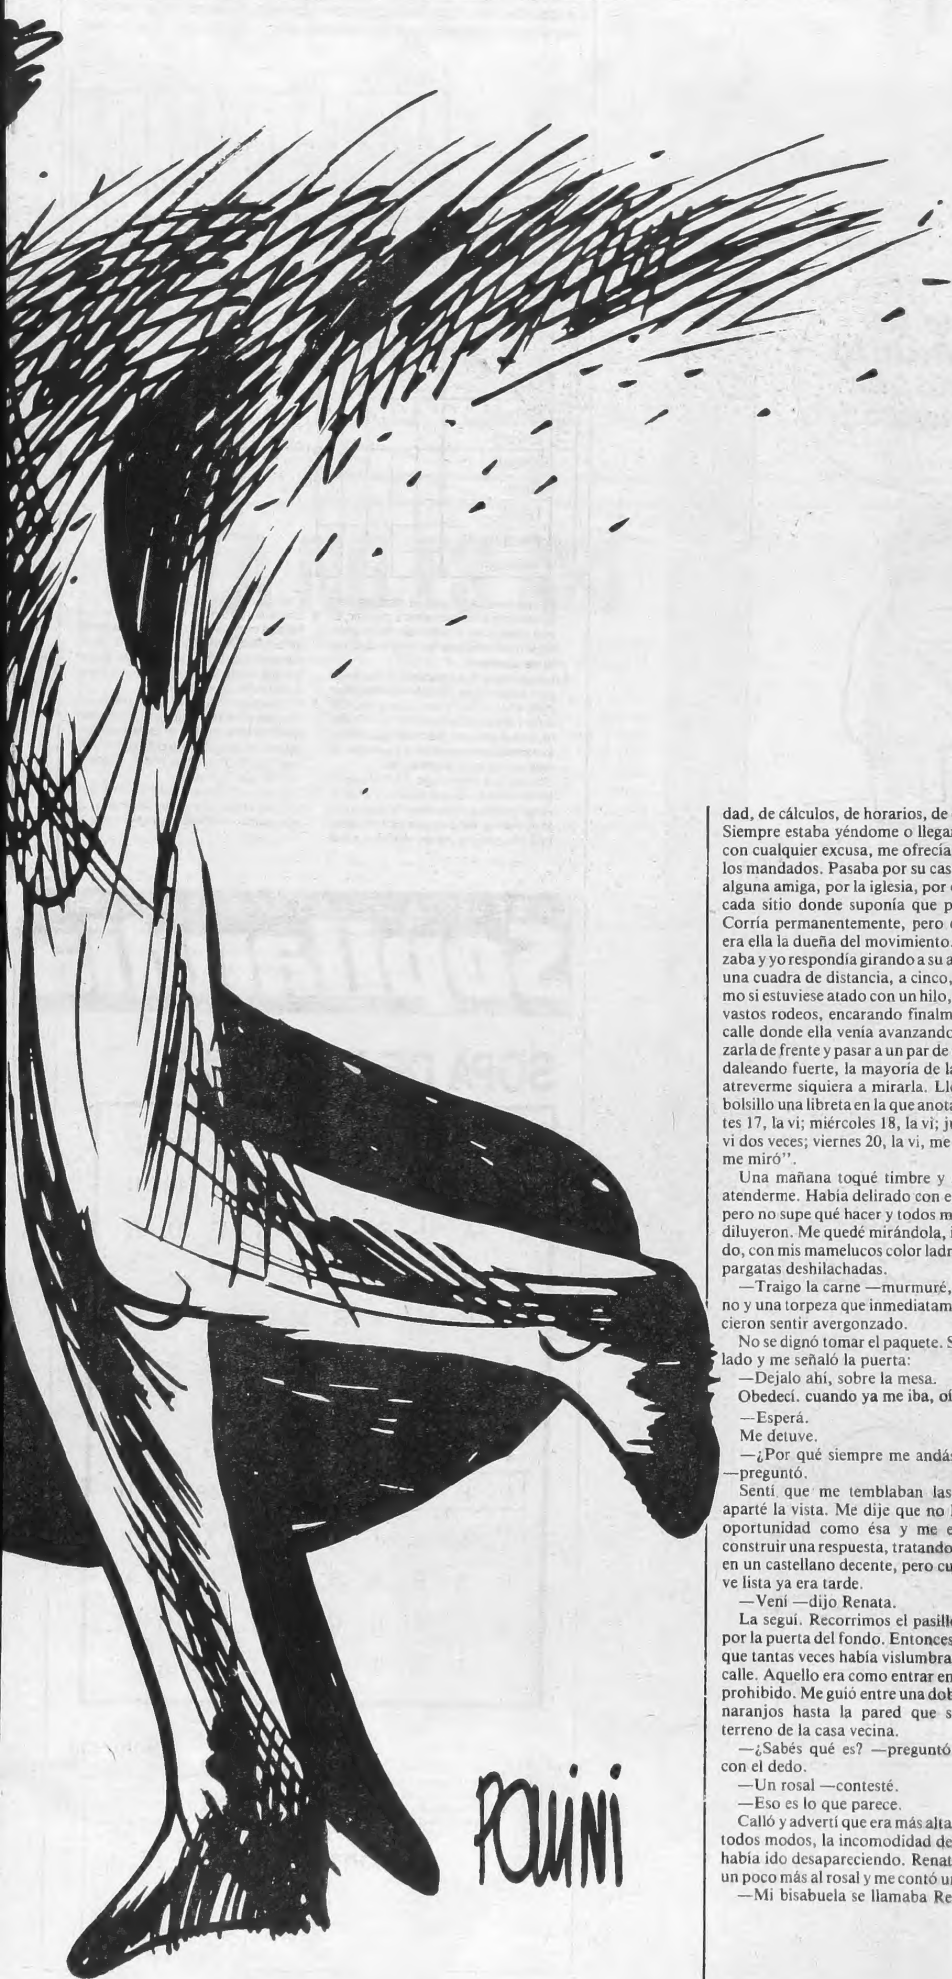 dad, de cálculos, de horarios, de
Siempre estaba yéndome o llega
con cualquier excusa, me ofrecía
los mandados. Pasaba por su cas
alguna amiga, por la iglesia, por
cada sitio donde suponía que p
Corría permanentemente, pero
era ella la dueña del movimiento.
zaba y yo respondía girando a su a
una cuadra de distancia, a cinco,
mo si estuviese atado con un hilo,
vastos rodeos, encarando finalm
calle donde ella venía avanzando
zarla de frente y pasar a un par de
daleando fuerte, la mayoría de l
atreverme siquiera a mirarla. Ll
bolsillo una libreta en la que anot
tes 17, la vi; miércoles 18, la vi; j
vi dos veces; viernes 20, la vi, me
me miró".
Una mañana toqué timbre y
atenderme. Había delirado con e
pero no supe qué hacer y todos m
diluyeron. Me quedé mirándola,
do, con mis mamelucos color ladr
pargatas deshilachadas.
—Traigo la carne —murmuré,
no y una torpeza que inmediatam
cieron sentir avergonzado.
No se dignó tomar el paquete. S
lado y me señaló la puerta:
—Dejalo ahí, sobre la mesa.
Obedecí. cuando ya me iba, oí
—Esperá.
Me detuve.
—¿Por qué siempre me andás
—preguntó.
Sentí que me temblaban las
aparté la vista. Me dije que no
oportunidad como ésa y me e
construir una respuesta, tratando
en un castellano decente, pero cu
ve lista ya era tarde.
—Vení —dijo Renata.
La seguí. Recorrimos el pasill
por la puerta del fondo. Entonces
que tantas veces había vislumbra
calle. Aquello era como entrar en
prohibido. Me guió entre una dob
naranjos hasta la pared que s
terreno de la casa vecina.
—¿Sabés qué es? —preguntó
con el dedo.
—Un rosal —contesté.
—Eso es lo que parece.
Calló y advertí que era más alta
todos modos, la incomodidad de
había ido desapareciendo. Renat
un poco más al rosal y me contó u
—Mi bisabuela se llamaba Re